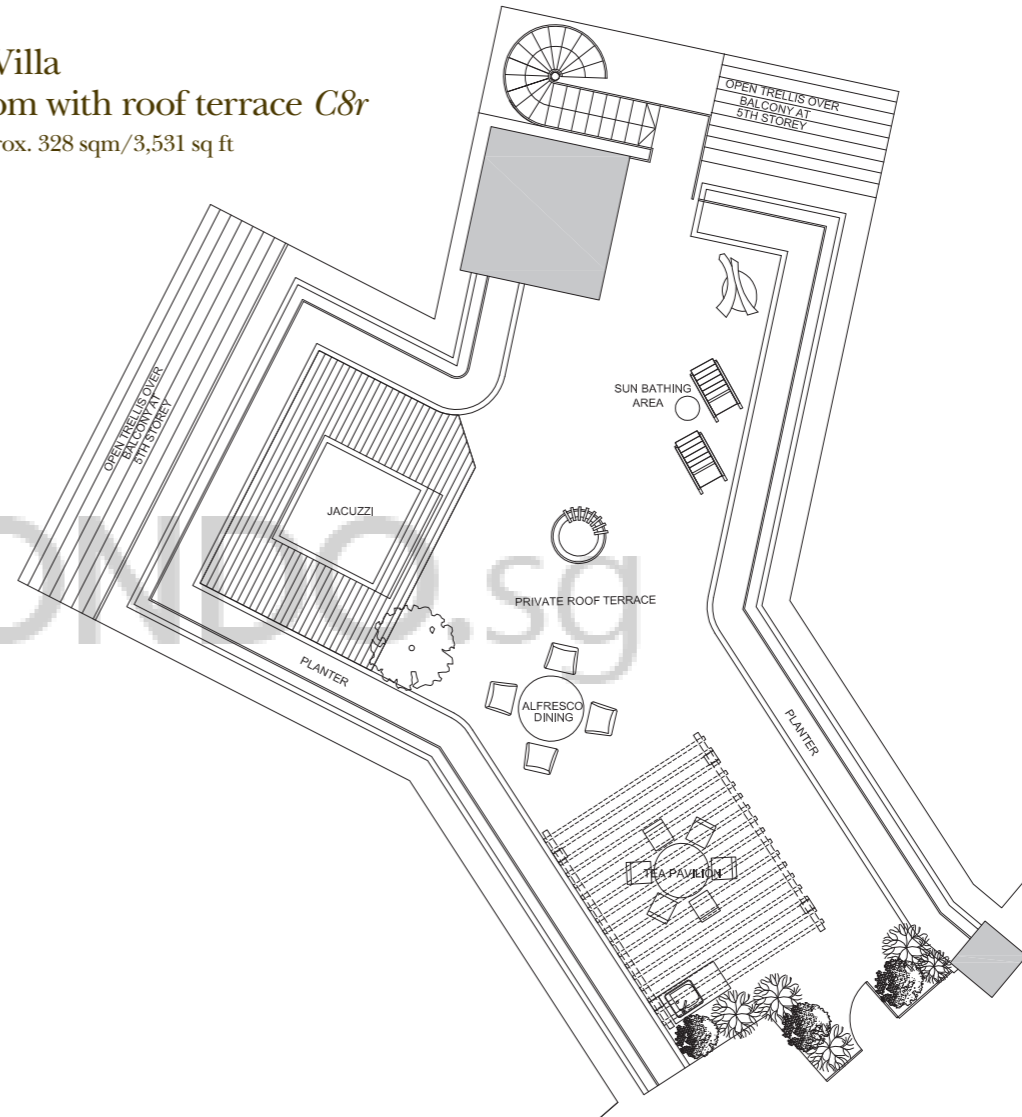 Villa
om with roof terrace C8r
rox. 328 sqm/3,531 sq ft
OPEN TRELLIS OVER
BALCONY AT
5TH STOREY
SUN BATHING
AREA
OPEN TRELLIS OVER
BALCONY AT
5TH STOREY
JACUZZI
ONDO.sg
PRIVATE ROOF TERRACE
PLANTER
ALFRESCO
DINING
PLANTER
TEA PAVILION